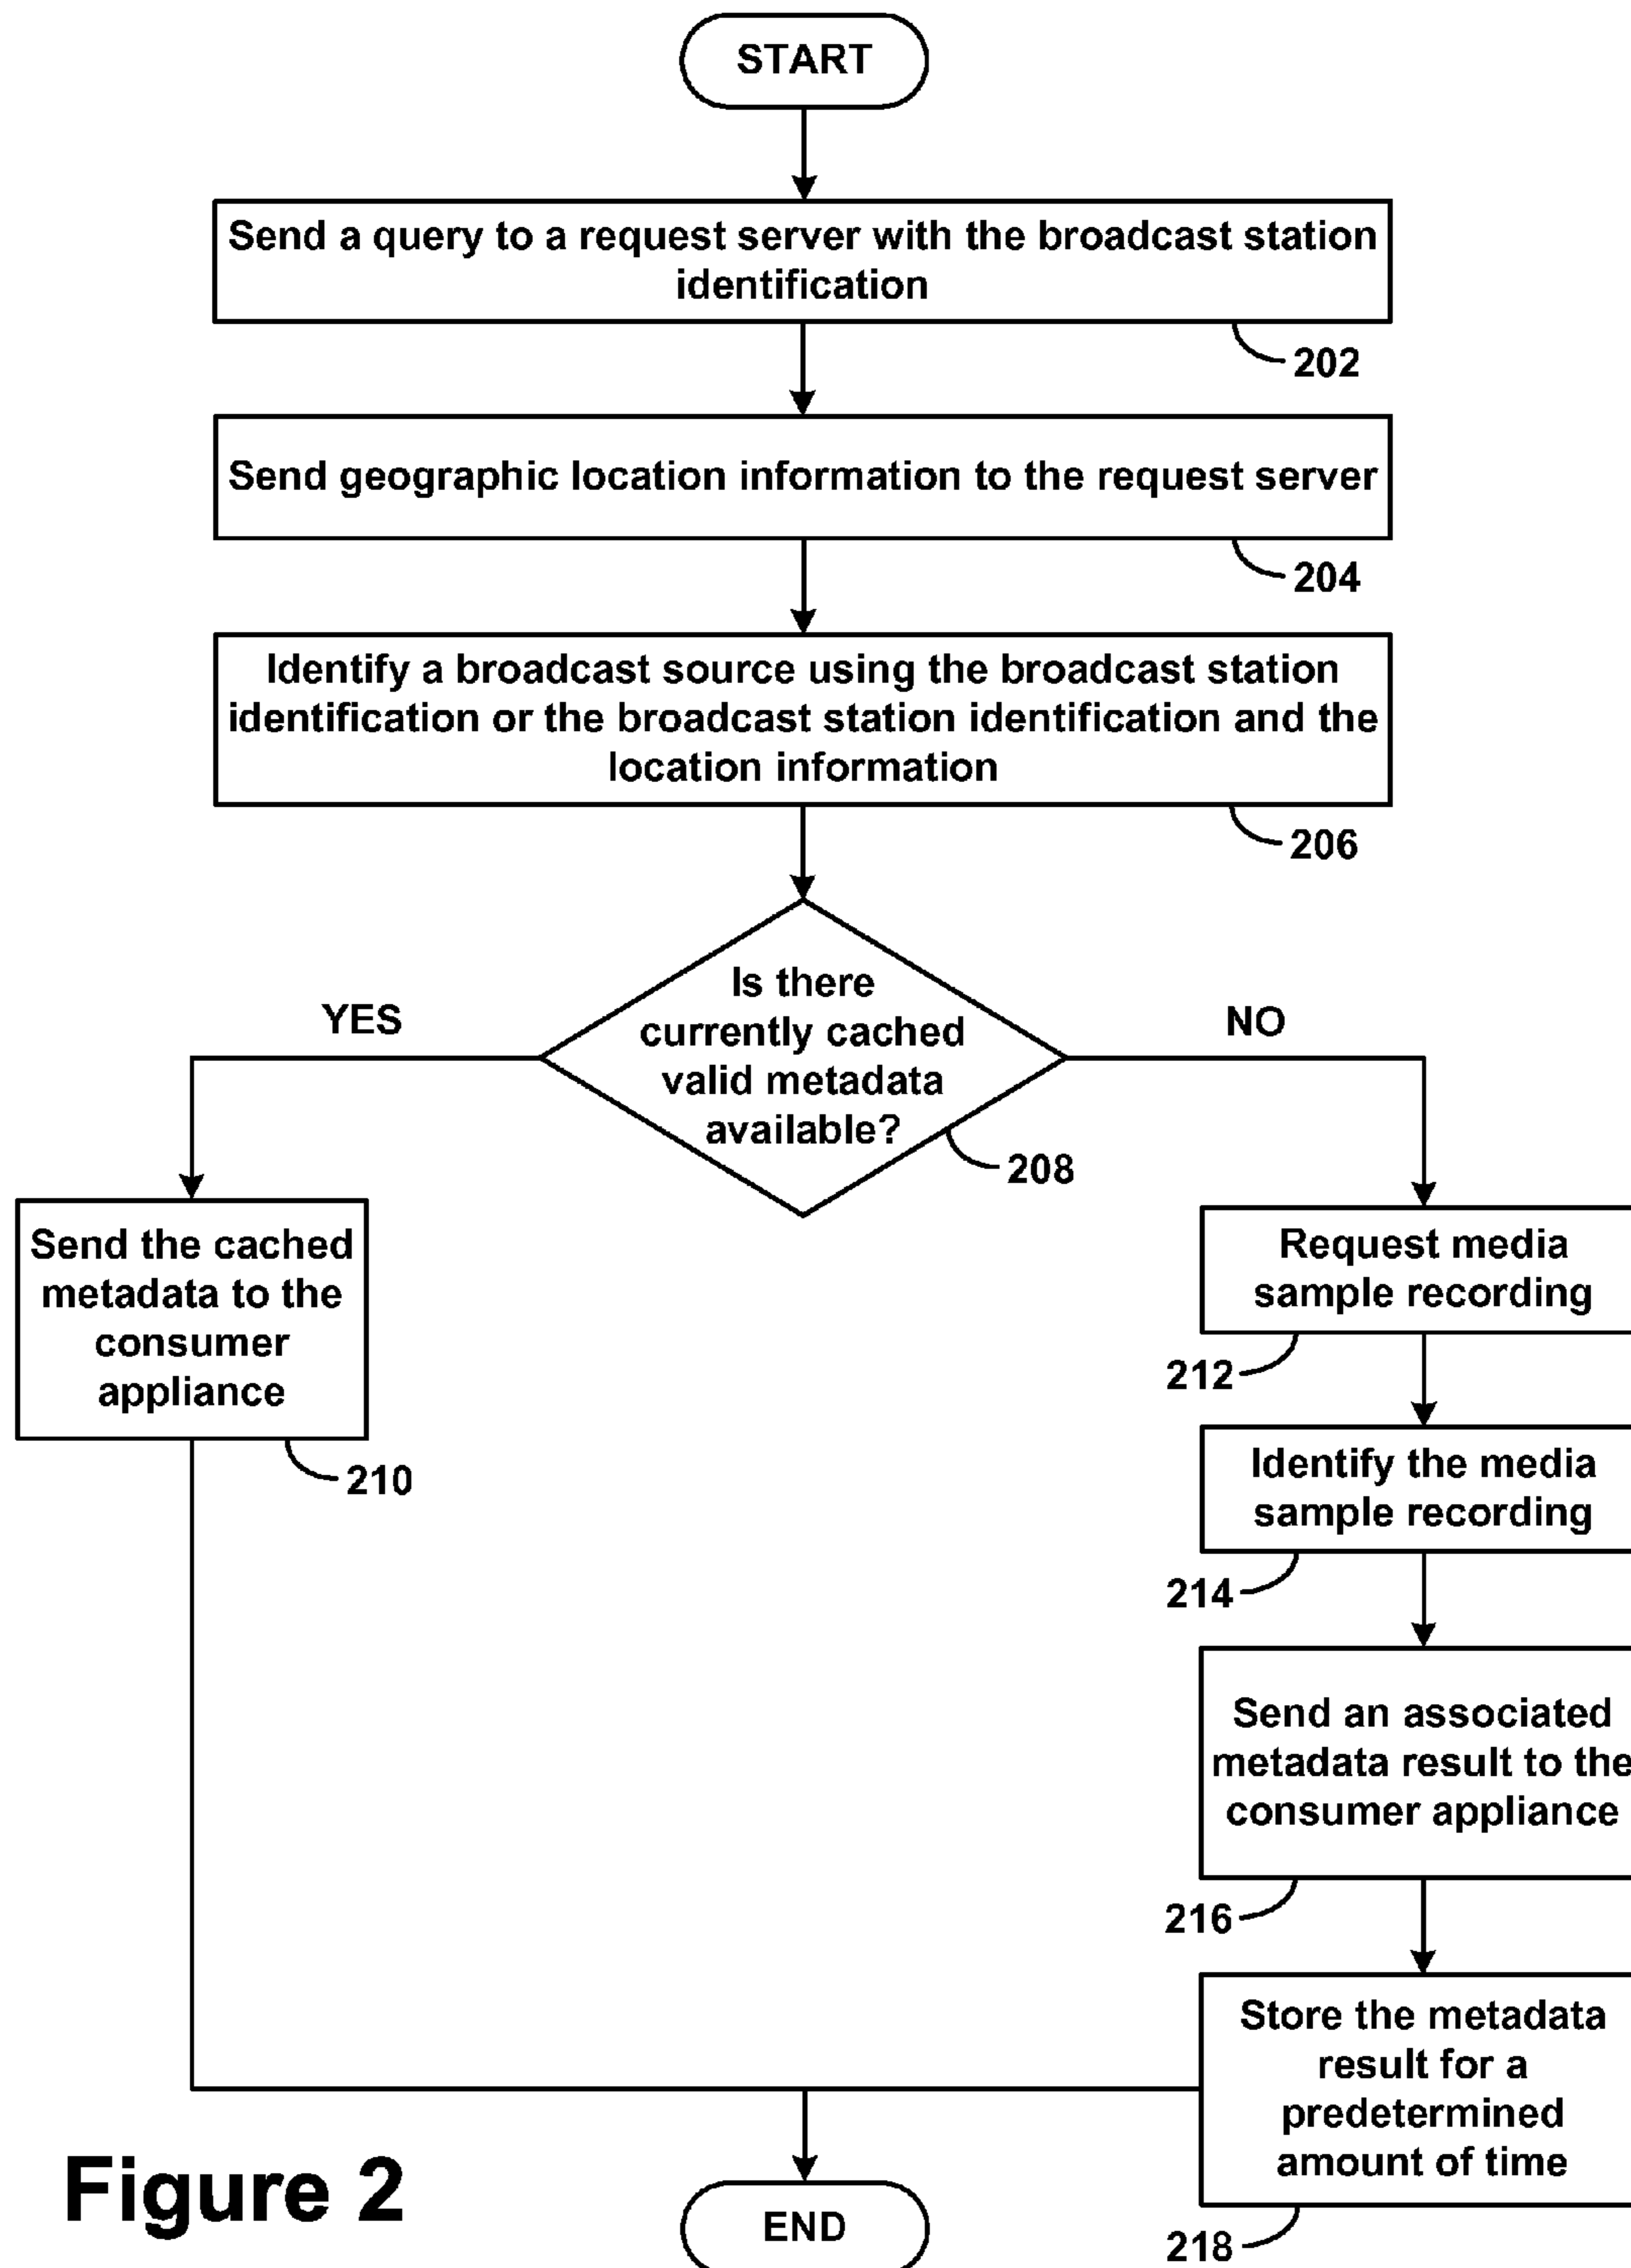 START
Send a query to a request server with the broadcast station
identification
202
Send geographic location information to the request server
204
Identify a broadcast source using the broadcast station
identification or the broadcast station identification and the
location information
206
Is there
currently cached
valid metadata
available?
208
YES
NO
Send the cached
metadata to the
consumer
appliance
210
Request media
sample recording
212
Identify the media
sample recording
214
Send an associated
metadata result to the
consumer appliance
216
Store the metadata
result for a
predetermined
amount of time
218
END
Figure 2